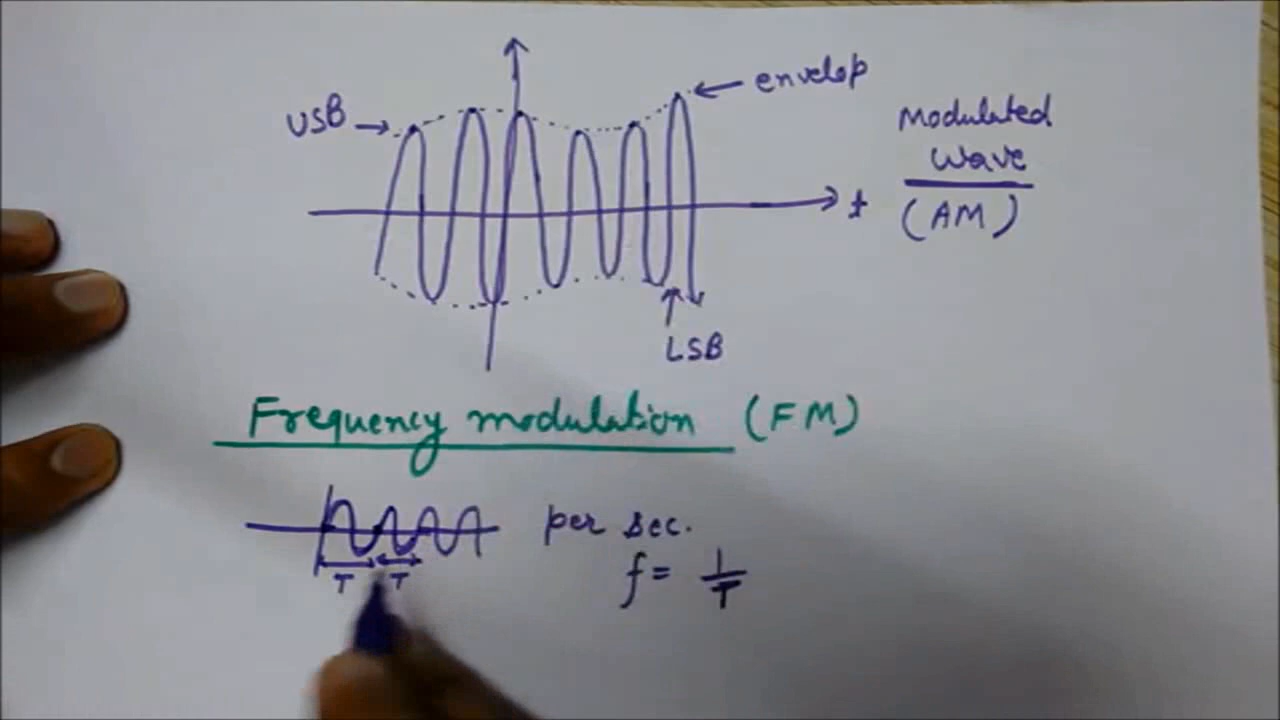 USB
envelop
Modulated
Wave
(AM)
t
LSB
Frequency modulation (FM)
per sec.
T T
f = 1/T